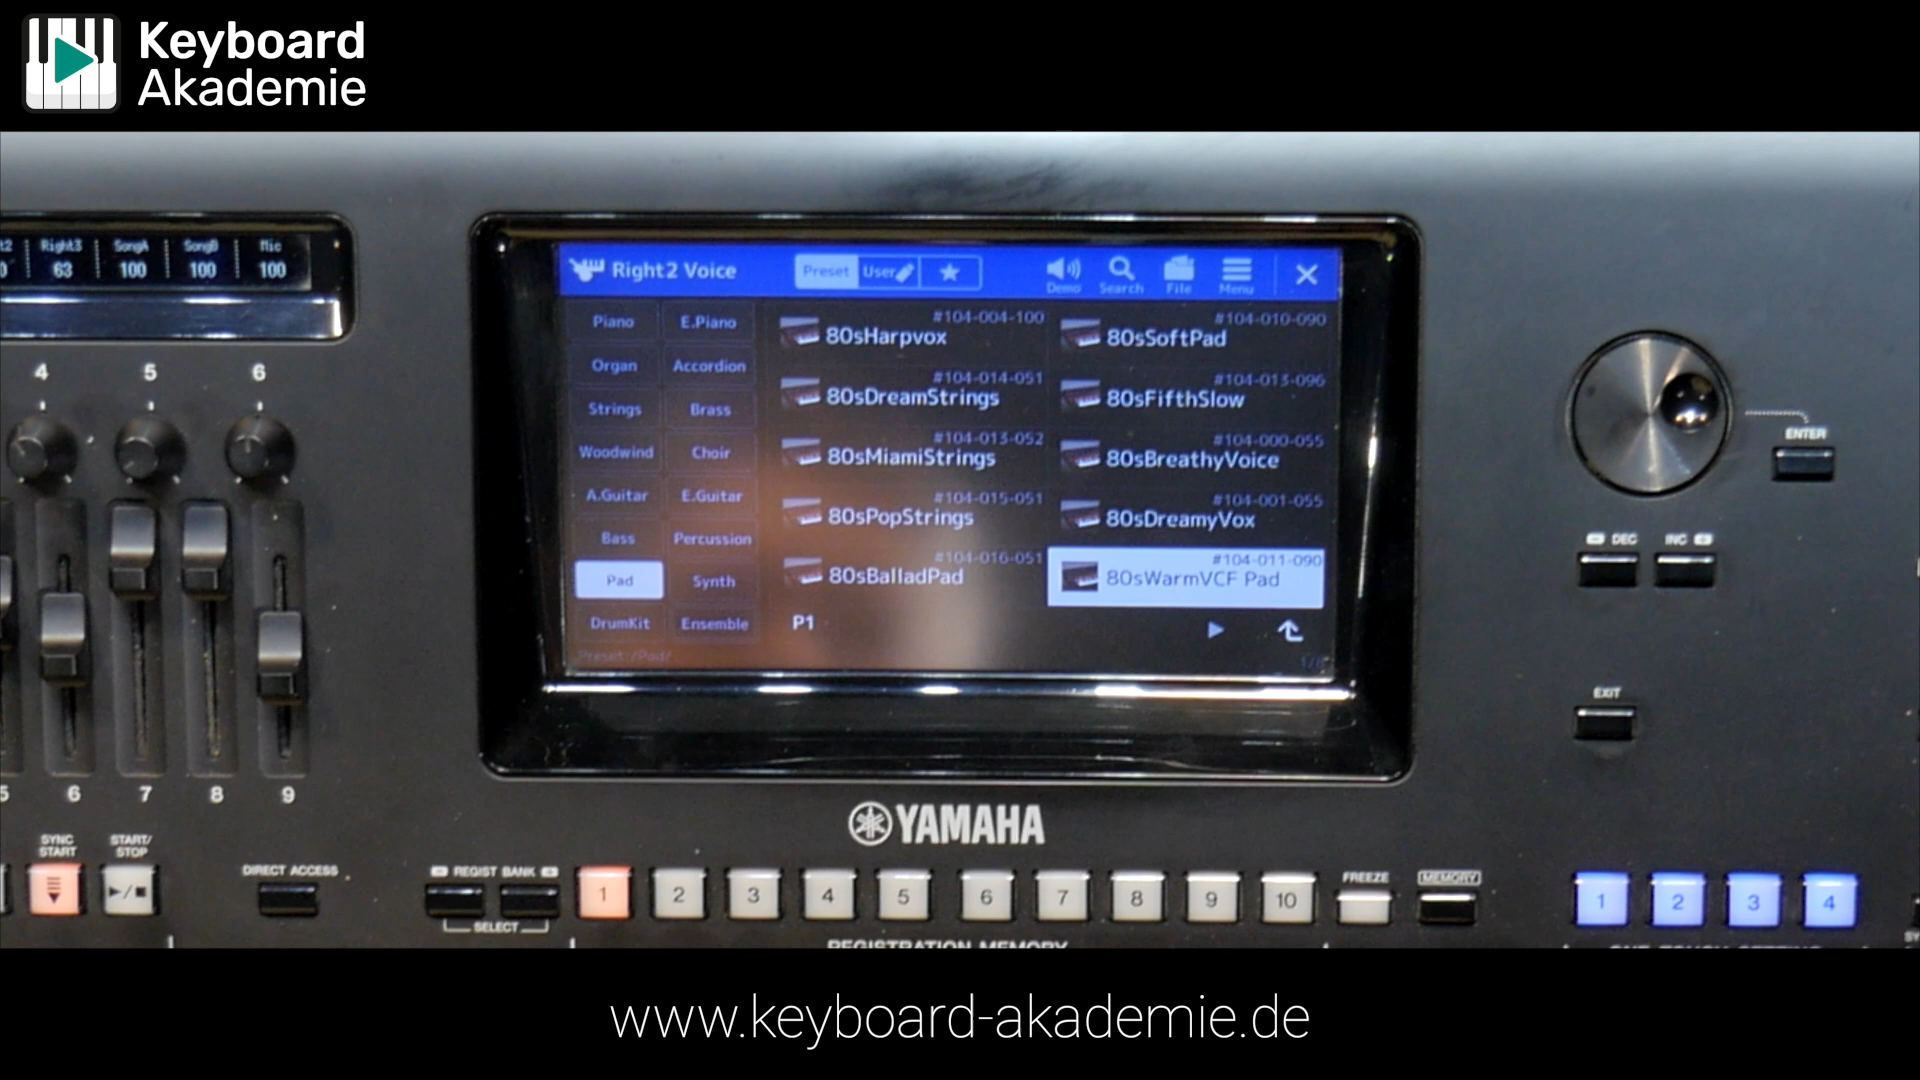 Keyboard
Akademie
Right3 SongA SongB Mic
63 100 100 100
Right2 Voice
Preset User
Demo Search File Menu
Piano E.Piano
Organ Accordion
Strings Brass
Woodwind Choir
A.Guitar E.Guitar
Bass Percussion
Pad Synth
DrumKit Ensemble
Preset:/Pad/
#104-004-100
80sHarpvox
#104-010-090
80sSoftPad
#104-014-051
80sDreamStrings
#104-013-096
80sFifthSlow
#104-013-052
80sMiamiStrings
#104-000-055
80sBreathyVoice
#104-015-051
80sPopStrings
#104-001-055
80sDreamyVox
#104-016-051
80sBalladPad
#104-011-090
80sWarmVCF Pad
P1
4 5 6
ENTER
DEC INC
EXIT
5 6 7 8 9
YAMAHA
SYNC
START
START/
STOP
DIRECT ACCESS
REGIST BANK
SELECT
1 2 3 4 5 6 7 8 9 10
FREEZE
MEMORY
1 2 3 4
REGISTRATION MEMORY
www.keyboard-akademie.de